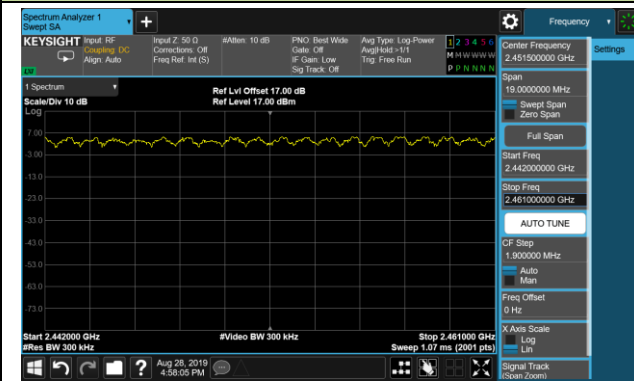 Spectrum Analyzer 1
Swept SA
+
Frequency
KEYSIGHT Input: RF
Coupling: DC
Align: Auto
Input Z: 50 Ω
Corrections: Off
Freq Ref: Int (S)
#Atten: 10 dB
PNO: Best Wide
Gate: Off
IF Gain: Low
Sig Track: Off
Avg Type: Log-Power
Avg|Hold:>1/1
Trig: Free Run
1 2 3 4 5 6
M M W W W W
P P N N N N
LXI
1 Spectrum
Scale/Div 10 dB
Log
Ref Lvl Offset 17.00 dB
Ref Level 17.00 dBm
7.00
-3.00
-13.0
-23.0
-33.0
-43.0
-53.0
-63.0
-73.0
Start 2.442000 GHz
#Res BW 300 kHz
#Video BW 300 kHz
Stop 2.461000 GHz
Sweep 1.07 ms (2001 pts)
?
Aug 28, 2019
4:58:05 PM
Center Frequency
2.451500000 GHz
Settings
Span
19.0000000 MHz
Swept Span
Zero Span
Full Span
Start Freq
2.442000000 GHz
Stop Freq
2.461000000 GHz
AUTO TUNE
CF Step
1.900000 MHz
Auto
Man
Freq Offset
0 Hz
X Axis Scale
Log
Lin
Signal Track
(Span Zoom)